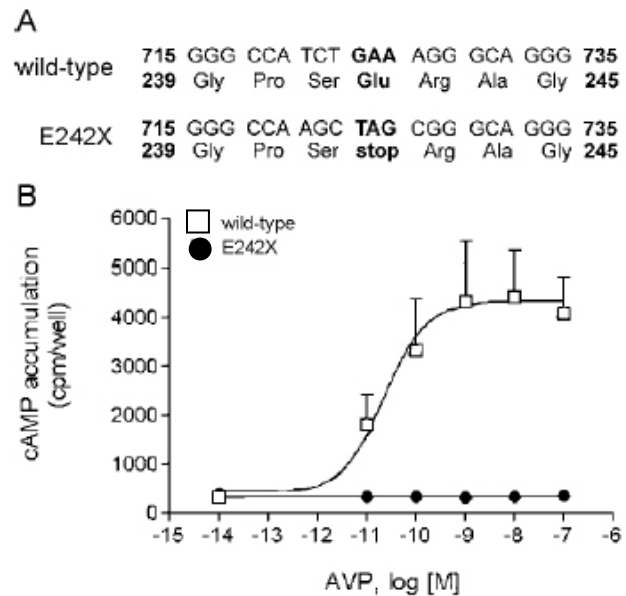 A
wild-type
715 GGG CCA TCT GAA AGG GCA GGG 735
239 Gly Pro Ser Glu Arg Ala Gly 245
E242X
715 GGG CCA AGC TAG CGG GCA GGG 735
239 Gly Pro Ser stop Arg Ala Gly 245
B
cAMP accumulation
(cpm/well)
6000
5000
4000
3000
2000
1000
0
wild-type
E242X
-15 -14 -13 -12 -11 -10 -9 -8 -7 -6
AVP, log [M]